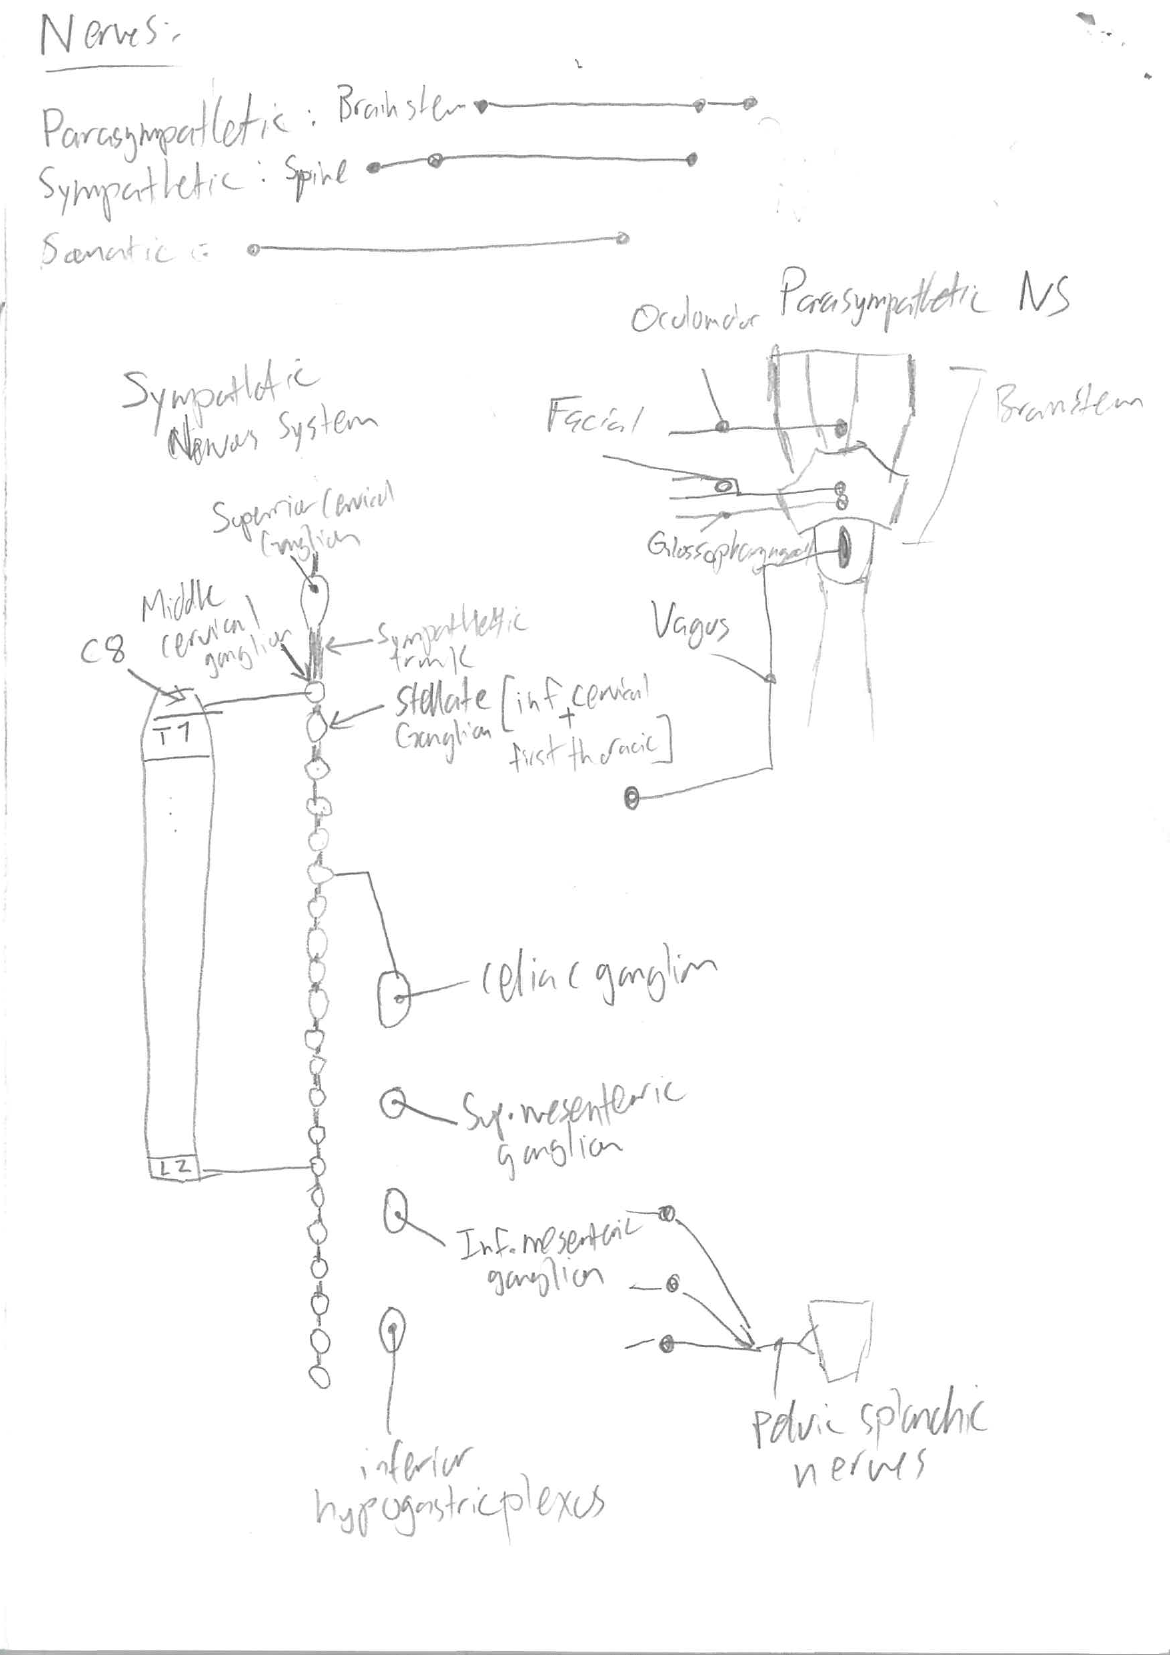 Nerves:
Parasympathetic : Brainstem
Sympathetic : Spine
Somatic :
Parasympathetic NS
Oculomotor
Facial
Brainstem
Glossopharyngeal
Vagus
Sympathetic
Nervous System
Superior Cervical
Ganglion
Middle
cervical
ganglion
C8
Sympathetic
trunk
Stellate [inf cervical
Ganglion +
first thoracic]
T1
celiac ganglion
Sup. mesenteric
ganglion
L2
Inf. mesenteric
ganglion
inferior
hypogastric plexus
Pelvic splanchic
nerves